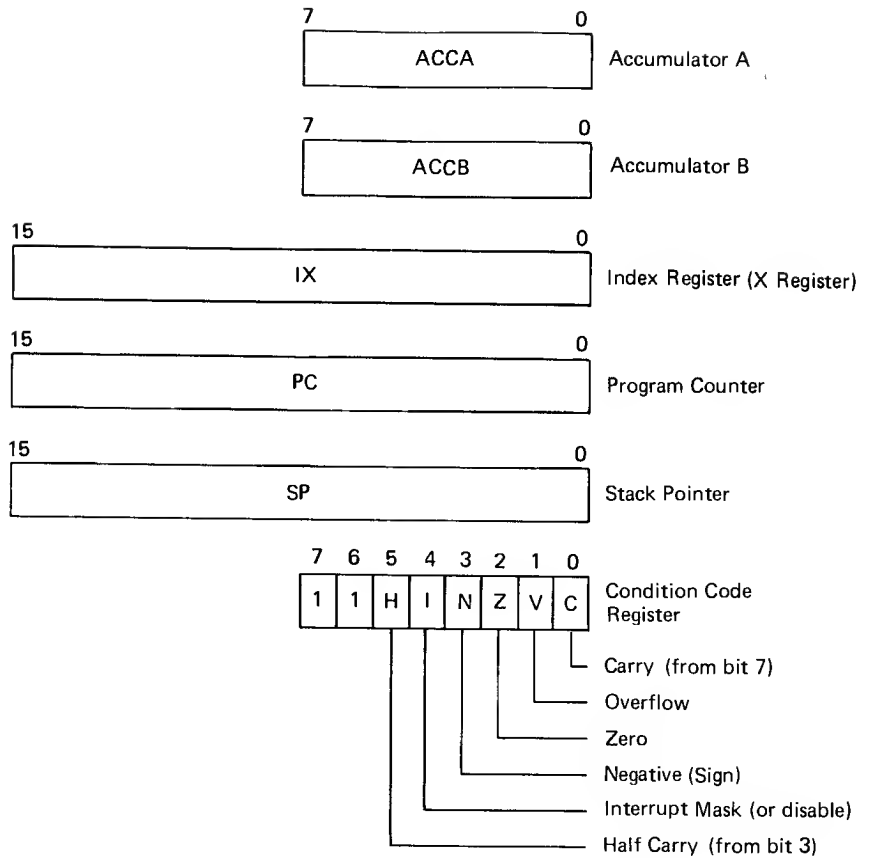 7 0
ACCA Accumulator A
7 0
ACCB Accumulator B
15 0
IX Index Register (X Register)
15 0
PC Program Counter
15 0
SP Stack Pointer
7 6 5 4 3 2 1 0
1 1 H I N Z V C Condition Code
Register
Carry (from bit 7)
Overflow
Zero
Negative (Sign)
Interrupt Mask (or disable)
Half Carry (from bit 3)